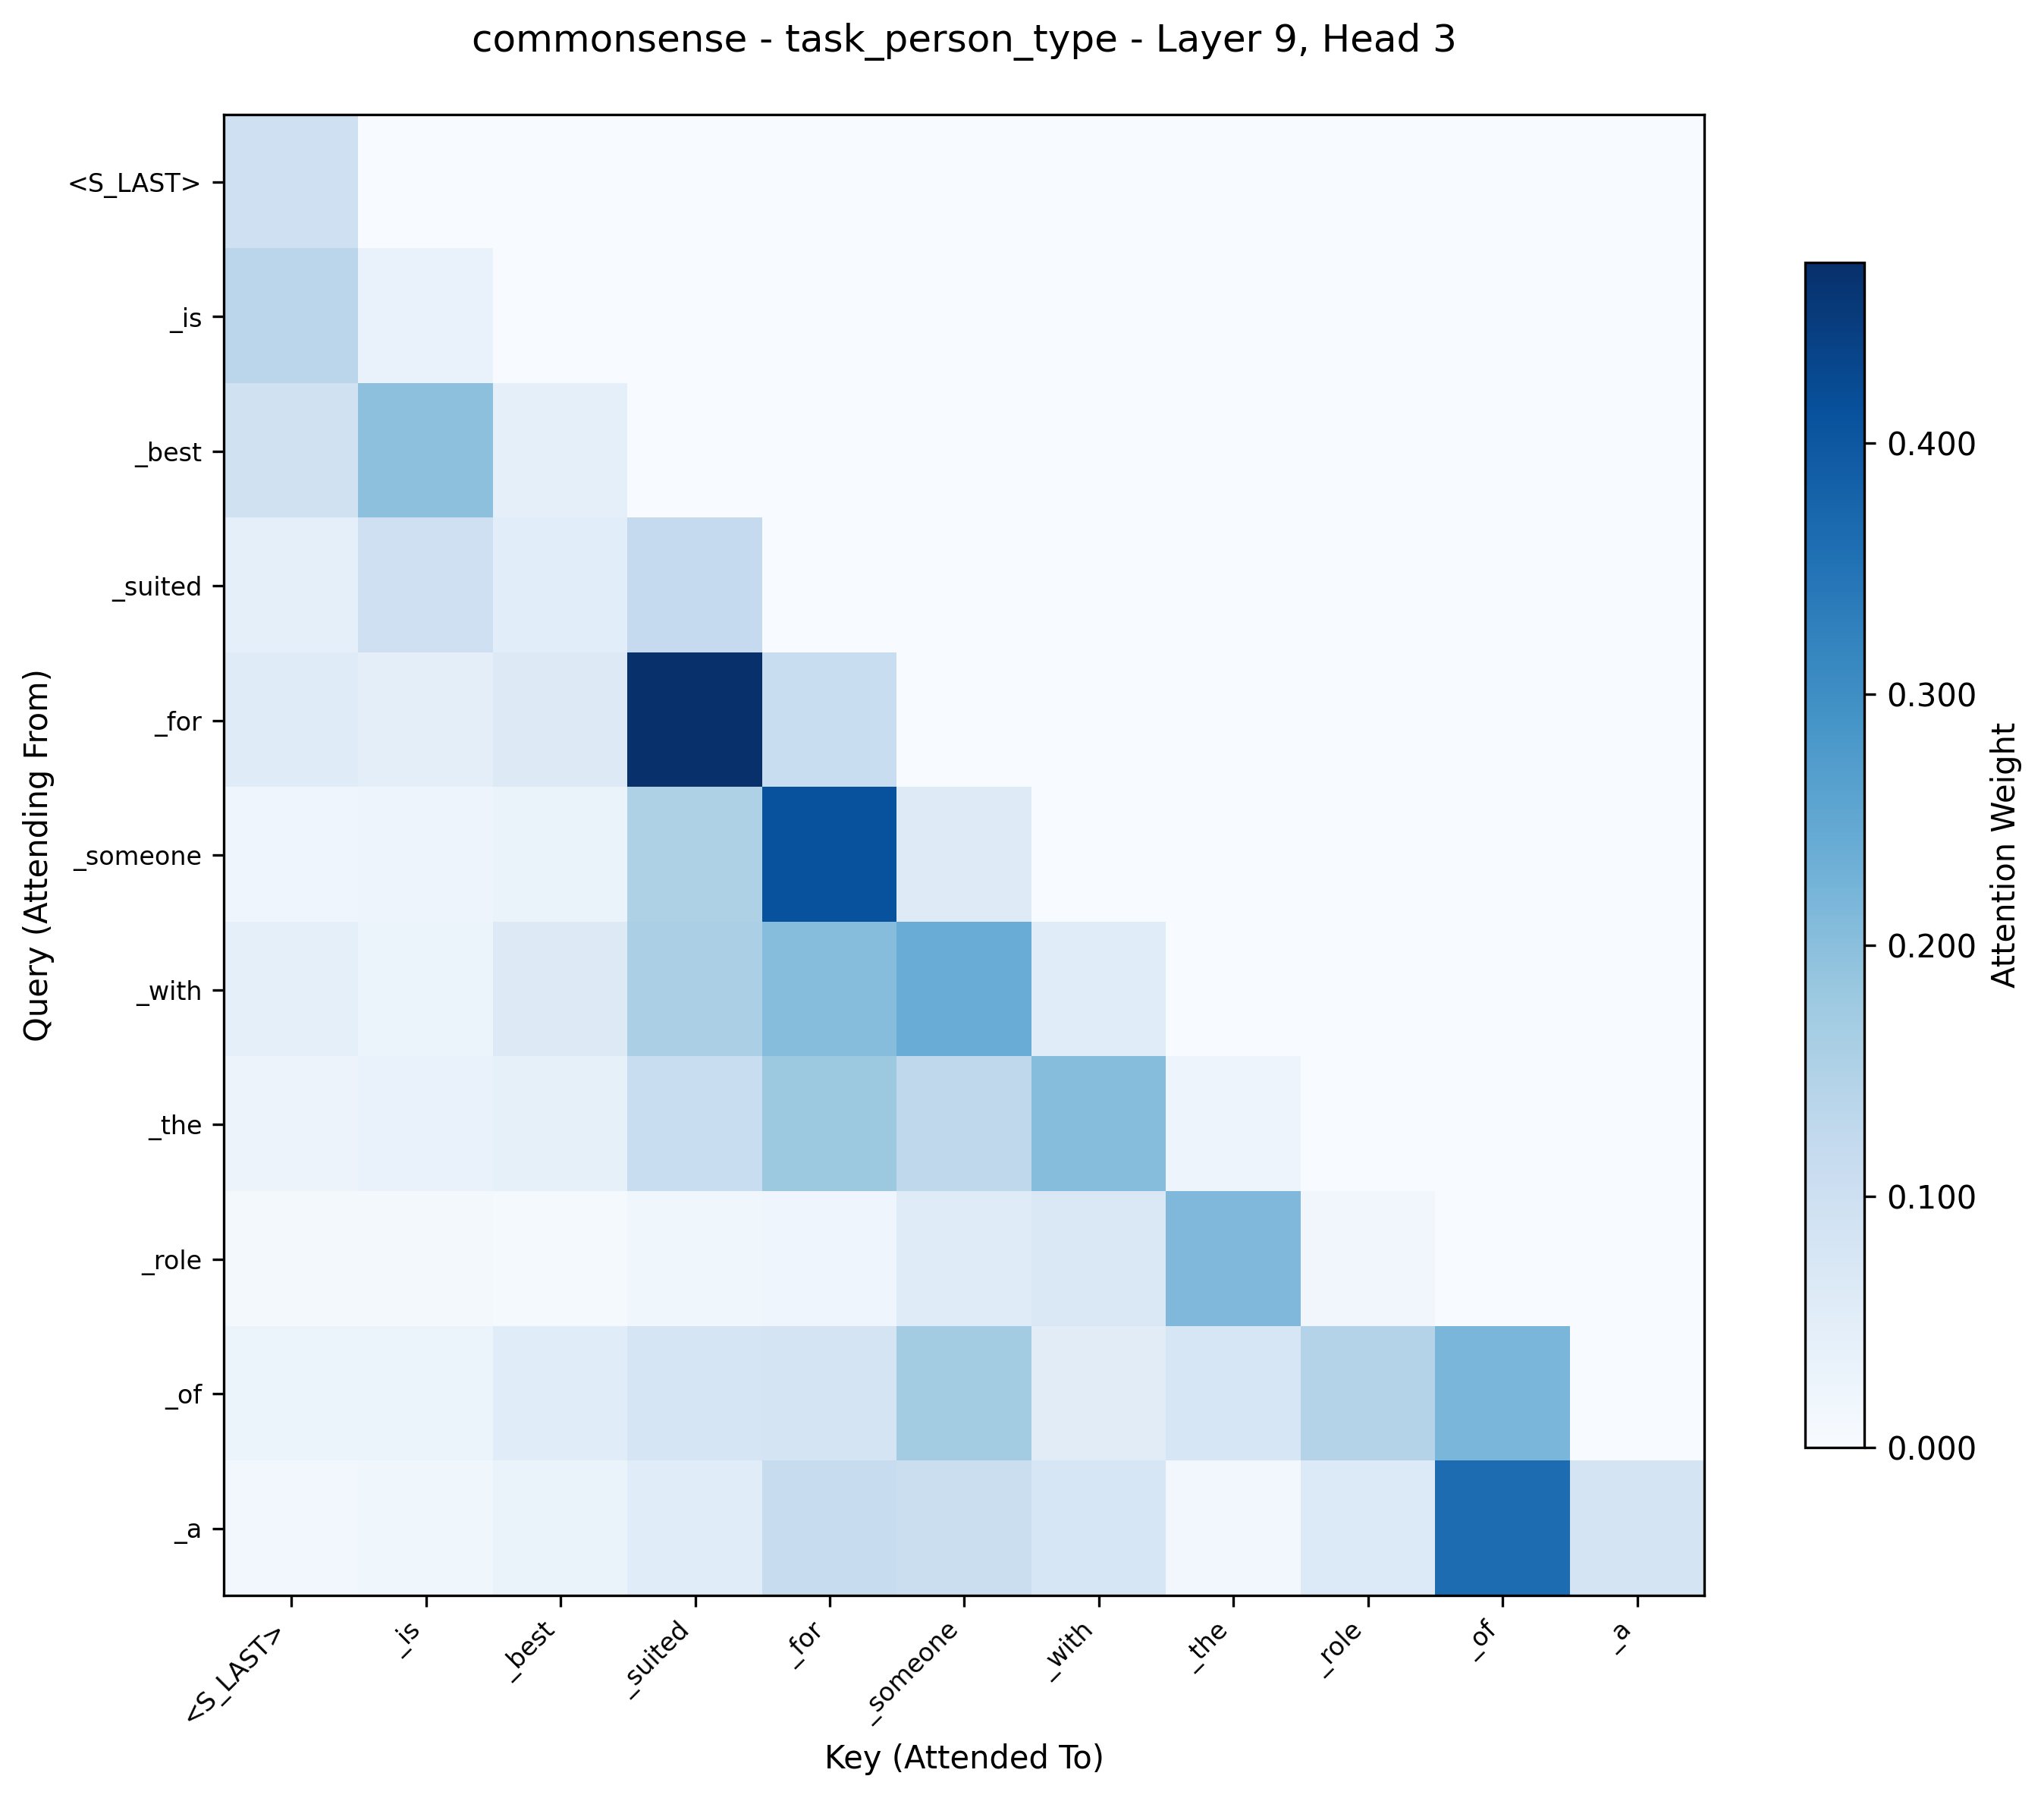 commonsense - task_person_type - Layer 9, Head 3
Query (Attending From)
<S_LAST>
_is
_best
_suited
_for
_someone
_with
_the
_role
_of
_a
<S_LAST>
_is
_best
_suited
_for
_someone
_with
_the
_role
_of
_a
Key (Attended To)
0.400
0.300
0.200
0.100
0.000
Attention Weight